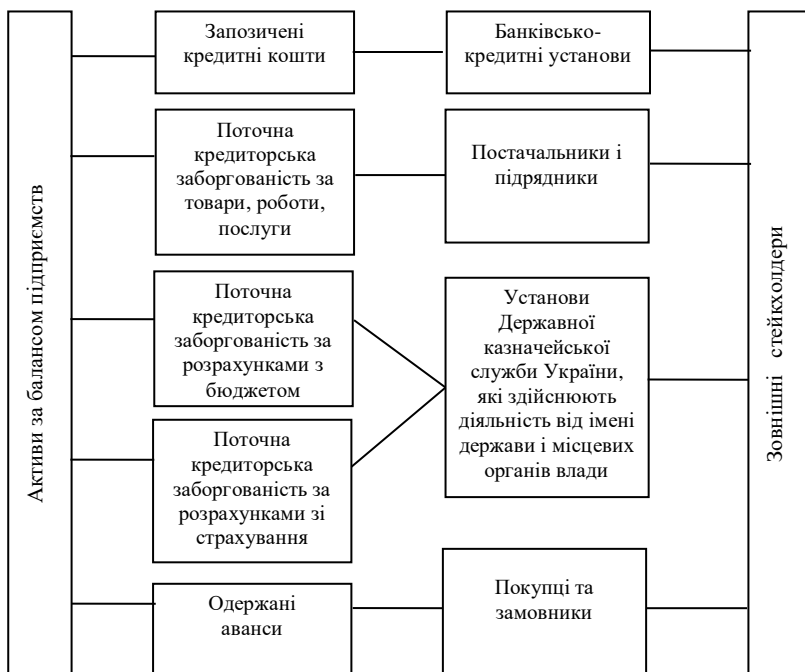 Активи за балансом підприємств
Запозичені
кредитні кошти
Банківсько-
кредитні установи
Поточна
кредиторська
заборгованість за
товари, роботи,
послуги
Постачальники і
підрядники
Поточна
кредиторська
заборгованість за
розрахунками з
бюджетом
Установи
Державної
казначейської
служби України,
які здійснюють
діяльність від імені
держави і місцевих
органів влади
Поточна
кредиторська
заборгованість за
розрахунками зі
страхування
Одержані
аванси
Покупці та
замовники
Зовнішні стейкхолдери